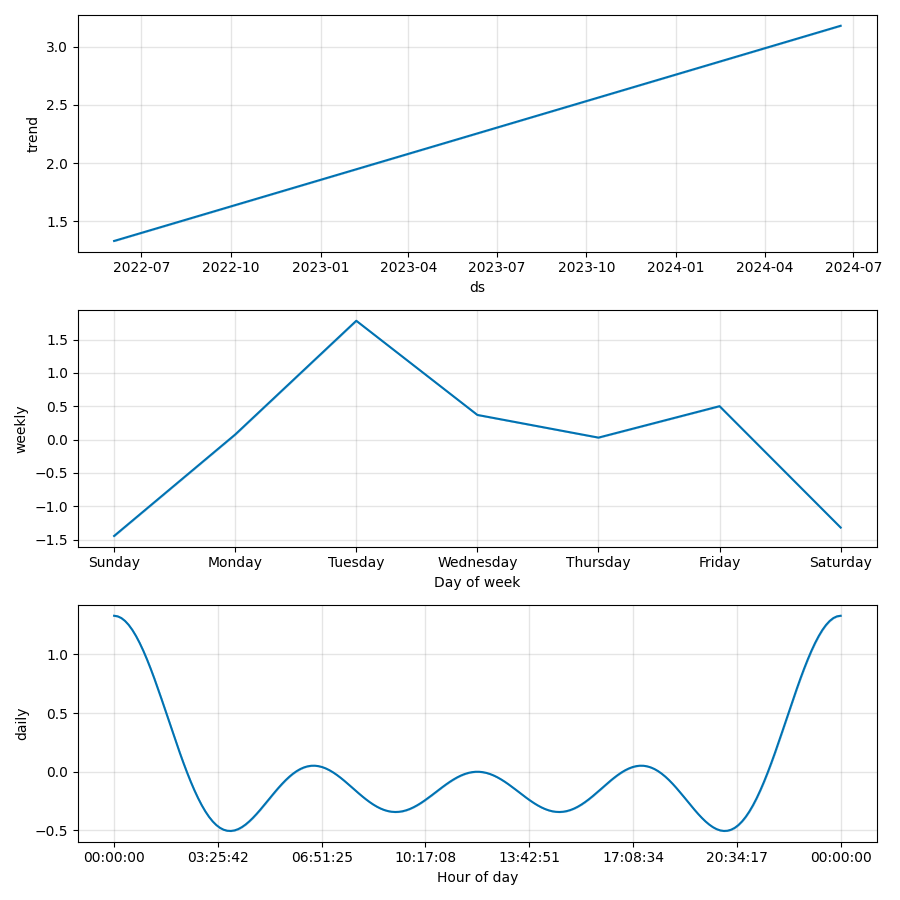 3.0
2.5
2.0
1.5
trend
2022-07 2022-10 2023-01 2023-04 2023-07 2023-10 2024-01 2024-04 2024-07
ds
1.5
1.0
0.5
0.0
−0.5
−1.0
−1.5
weekly
Sunday Monday Tuesday Wednesday Thursday Friday Saturday
Day of week
1.0
0.5
0.0
−0.5
daily
00:00:00 03:25:42 06:51:25 10:17:08 13:42:51 17:08:34 20:34:17 00:00:00
Hour of day